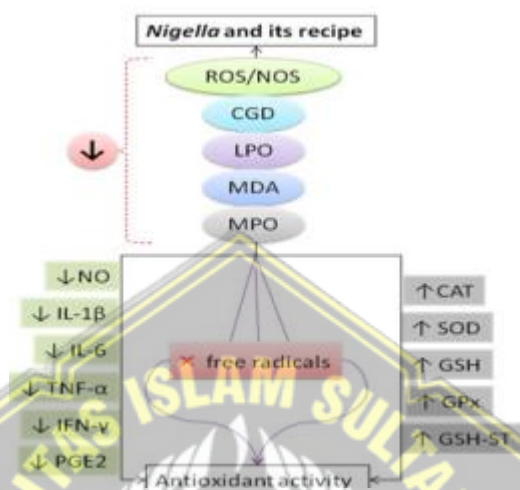 Nigella and its recipe
ROS/NOS
CGD
LPO
MDA
MPO
↓
↓ NO
↓ IL-1β
↓ IL-6
↓ TNF-α
↓ IFN-γ
↓ PGE2
× free radicals
↑ CAT
↑ SOD
↑ GSH
↑ GPx
↑ GSH-ST
Antioxidant activity
ISLAM